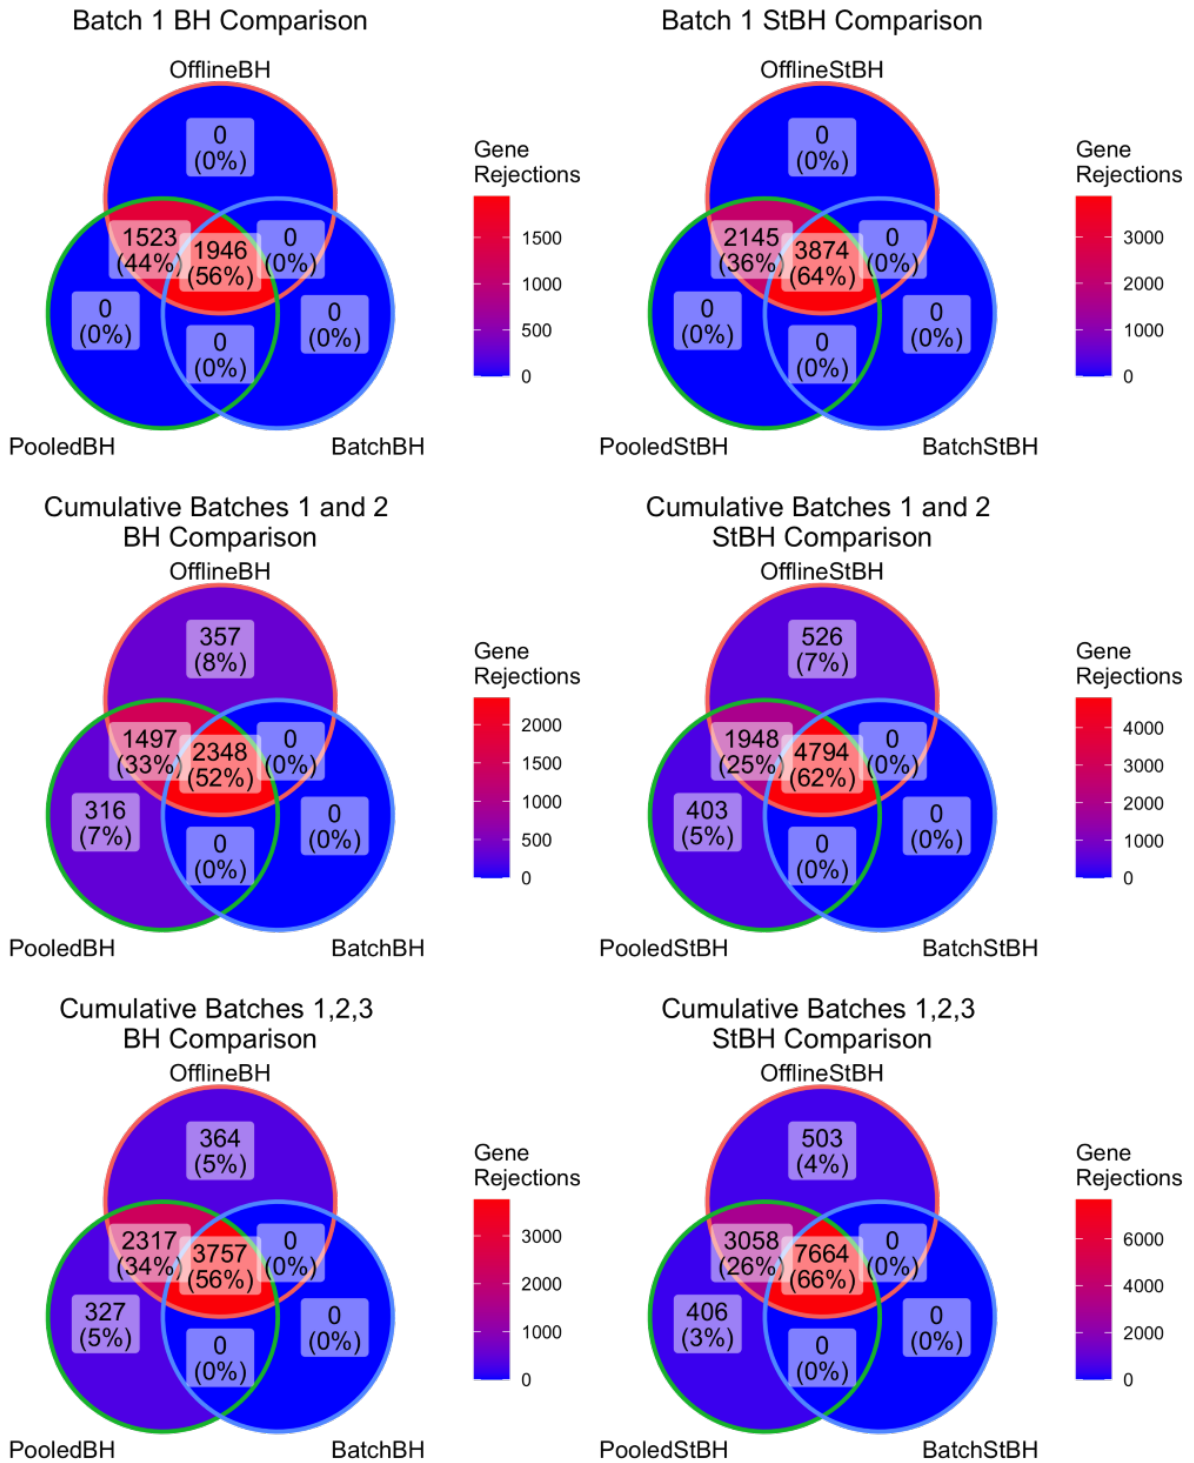 Batch 1 BH Comparison
OfflineBH
0
(0%)
1523
(44%)
1946
(56%)
0
(0%)
0
(0%)
0
(0%)
0
(0%)
PooledBH
BatchBH
Gene
Rejections
1500
1000
500
0
Batch 1 StBH Comparison
OfflineStBH
0
(0%)
2145
(36%)
3874
(64%)
0
(0%)
0
(0%)
0
(0%)
0
(0%)
PooledStBH
BatchStBH
Gene
Rejections
3000
2000
1000
0
Cumulative Batches 1 and 2
BH Comparison
OfflineBH
357
(8%)
1497
(33%)
2348
(52%)
0
(0%)
316
(7%)
0
(0%)
0
(0%)
PooledBH
BatchBH
Gene
Rejections
2000
1500
1000
500
0
Cumulative Batches 1 and 2
StBH Comparison
OfflineStBH
526
(7%)
1948
(25%)
4794
(62%)
0
(0%)
403
(5%)
0
(0%)
0
(0%)
PooledStBH
BatchStBH
Gene
Rejections
4000
3000
2000
1000
0
Cumulative Batches 1,2,3
BH Comparison
OfflineBH
364
(5%)
2317
(34%)
3757
(56%)
0
(0%)
327
(5%)
0
(0%)
0
(0%)
PooledBH
BatchBH
Gene
Rejections
3000
2000
1000
0
Cumulative Batches 1,2,3
StBH Comparison
OfflineStBH
503
(4%)
3058
(26%)
7664
(66%)
0
(0%)
406
(3%)
0
(0%)
0
(0%)
PooledStBH
BatchStBH
Gene
Rejections
6000
4000
2000
0